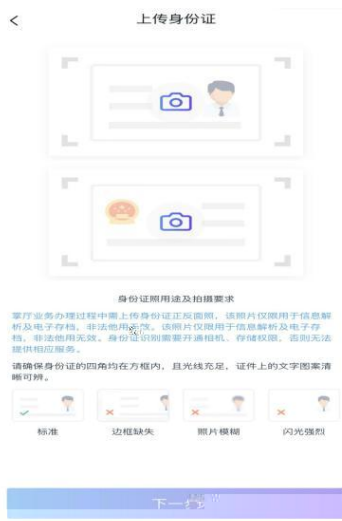 上传身份证
身份证照用途及拍摄要求
掌厅业务办理过程中需上传身份证正反面照，该照片仅限用于信息解
析及电子存档，非法他用无效。该照片仅限用于信息解析及电子存
档，非法他用无效。身份证识别需要开通相机、存储权限，否则无法
提供相应服务。
请确保身份证的四角均在方框内，且光线充足，证件上的文字图案清
晰可辨。
标准 边框缺失 照片模糊 闪光强烈
下一步